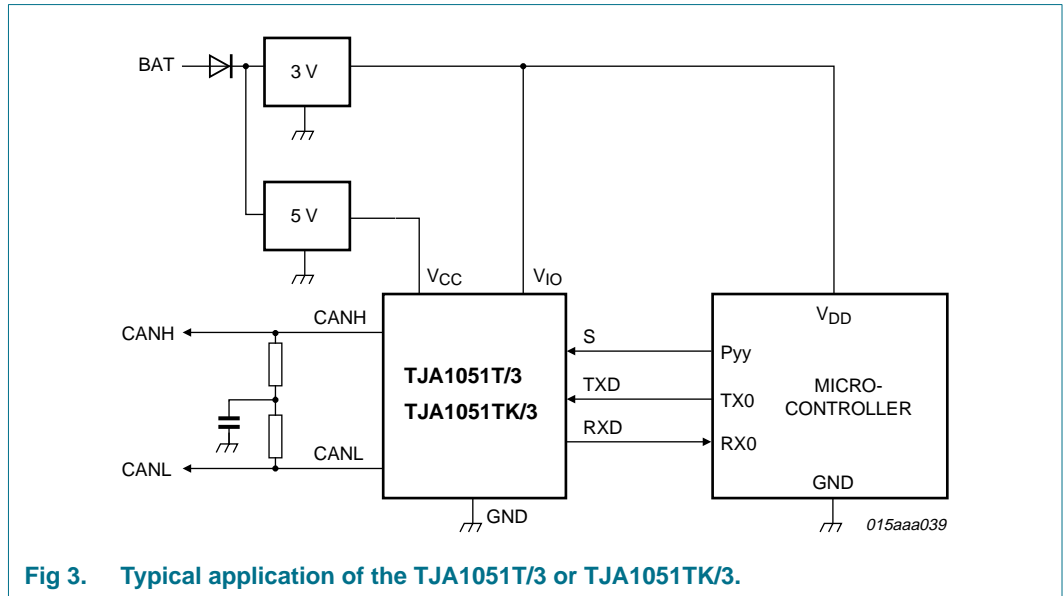 BAT
3 V
5 V
VCC
VIO
VDD
CANH
CANH
S
Pyy
TJA1051T/3
TXD
TX0
MICRO-
CONTROLLER
TJA1051TK/3
RXD
RX0
CANL
CANL
GND
GND
015aaa039
Fig 3. Typical application of the TJA1051T/3 or TJA1051TK/3.